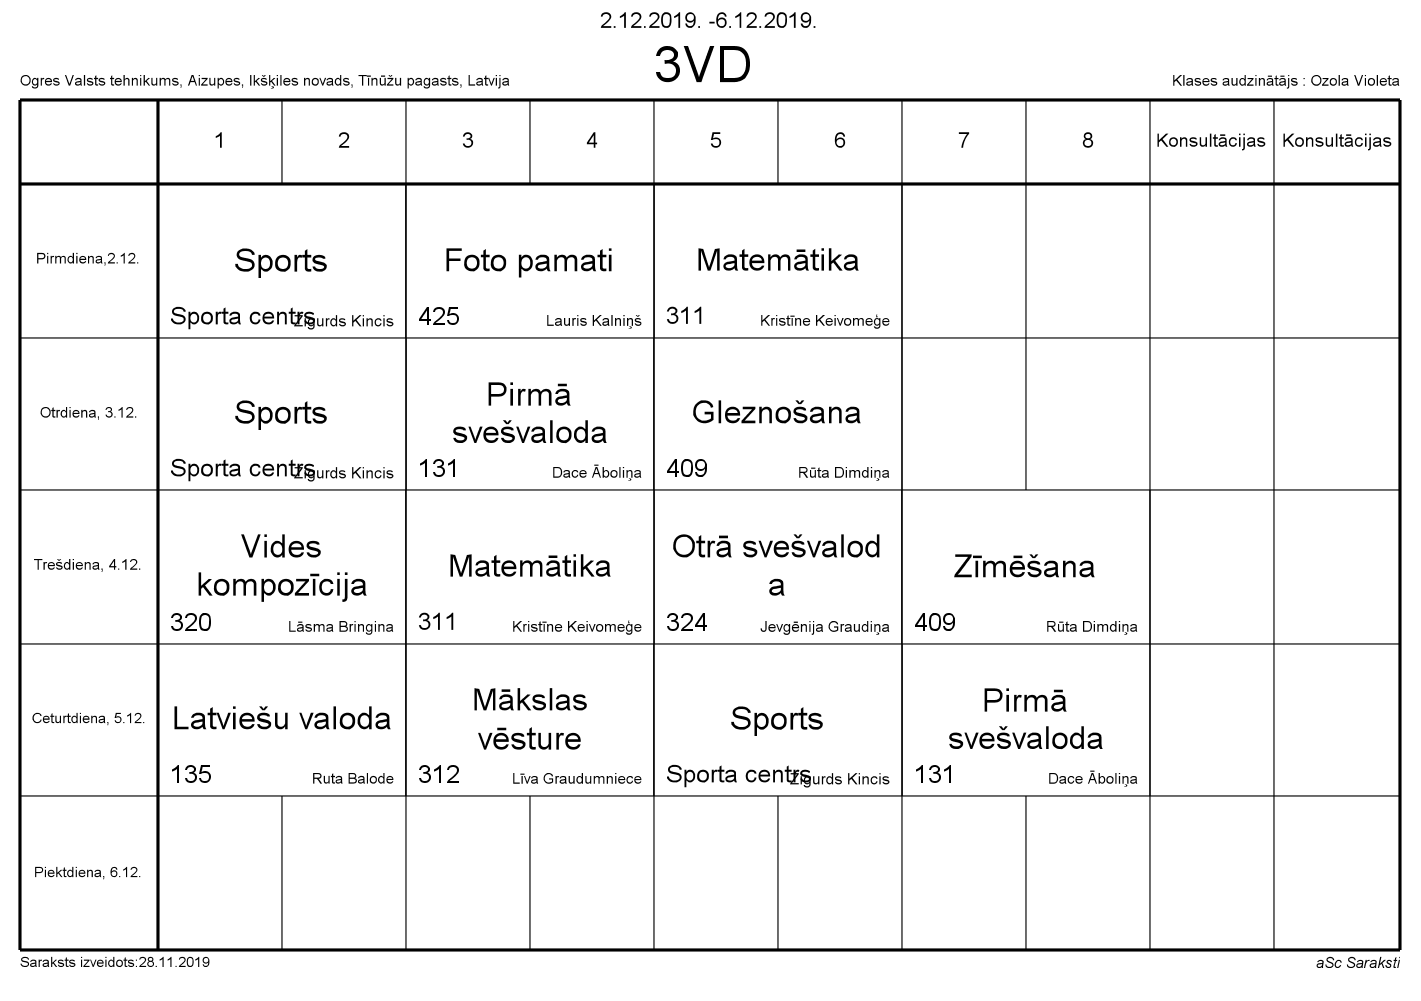 2.12.2019. -6.12.2019.
3VD
Ogres Valsts tehnikums, Aizupes, Ikšķiles novads, Tīnūžu pagasts, Latvija
Klases audzinātājs : Ozola Violeta
1 2 3 4 5 6 7 8 Konsultācijas Konsultācijas
Pirmdiena,2.12.
Sports
Sporta centrs Zigurds Kincis
Foto pamati
425 Lauris Kalniņš
Matemātika
311 Kristīne Keivomeģe
Otrdiena, 3.12.
Sports
Sporta centrs Zigurds Kincis
Pirmā
svešvaloda
131 Dace Āboliņa
Gleznošana
409 Rūta Dimdiņa
Trešdiena, 4.12.
Vides
kompozīcija
320 Lāsma Bringina
Matemātika
311 Kristīne Keivomeģe
Otrā svešvalod
a
324 Jevgēnija Graudiņa
Zīmēšana
409 Rūta Dimdiņa
Ceturtdiena, 5.12.
Latviešu valoda
135 Ruta Balode
Mākslas
vēsture
312 Līva Graudumniece
Sports
Sporta centrs Zigurds Kincis
Pirmā
svešvaloda
131 Dace Āboliņa
Piektdiena, 6.12.
Saraksts izveidots:28.11.2019
aSc Saraksti